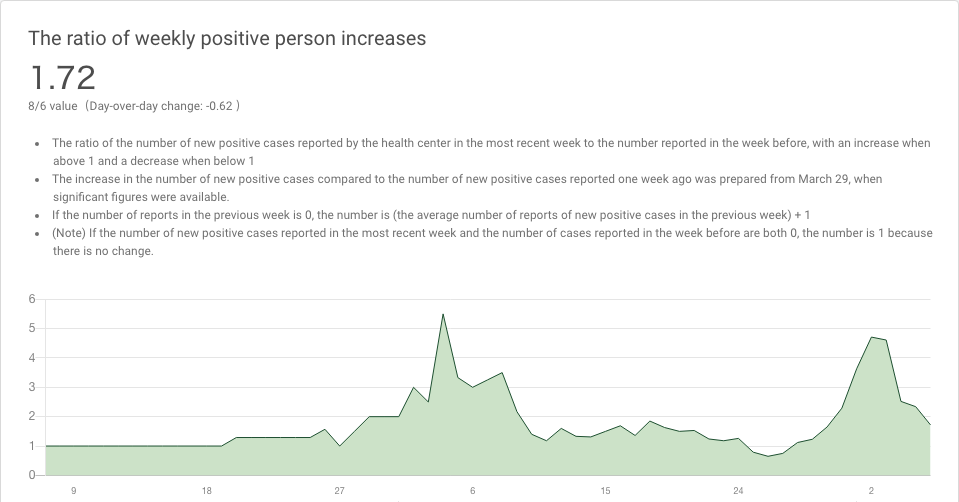 The ratio of weekly positive person increases
1.72
8/6 value （Day-over-day change: -0.62 ）
• The ratio of the number of new positive cases reported by the health center in the most recent week to the number reported in the week before, with an increase when
above 1 and a decrease when below 1
• The increase in the number of new positive cases compared to the number of new positive cases reported one week ago was prepared from March 29, when
significant figures were available.
• If the number of reports in the previous week is 0, the number is (the average number of reports of new positive cases in the previous week) + 1
• (Note) If the number of new positive cases reported in the most recent week and the number of cases reported in the week before are both 0, the number is 1 because
there is no change.
6
5
4
3
2
1
0
9 18 27 6 15 24 2